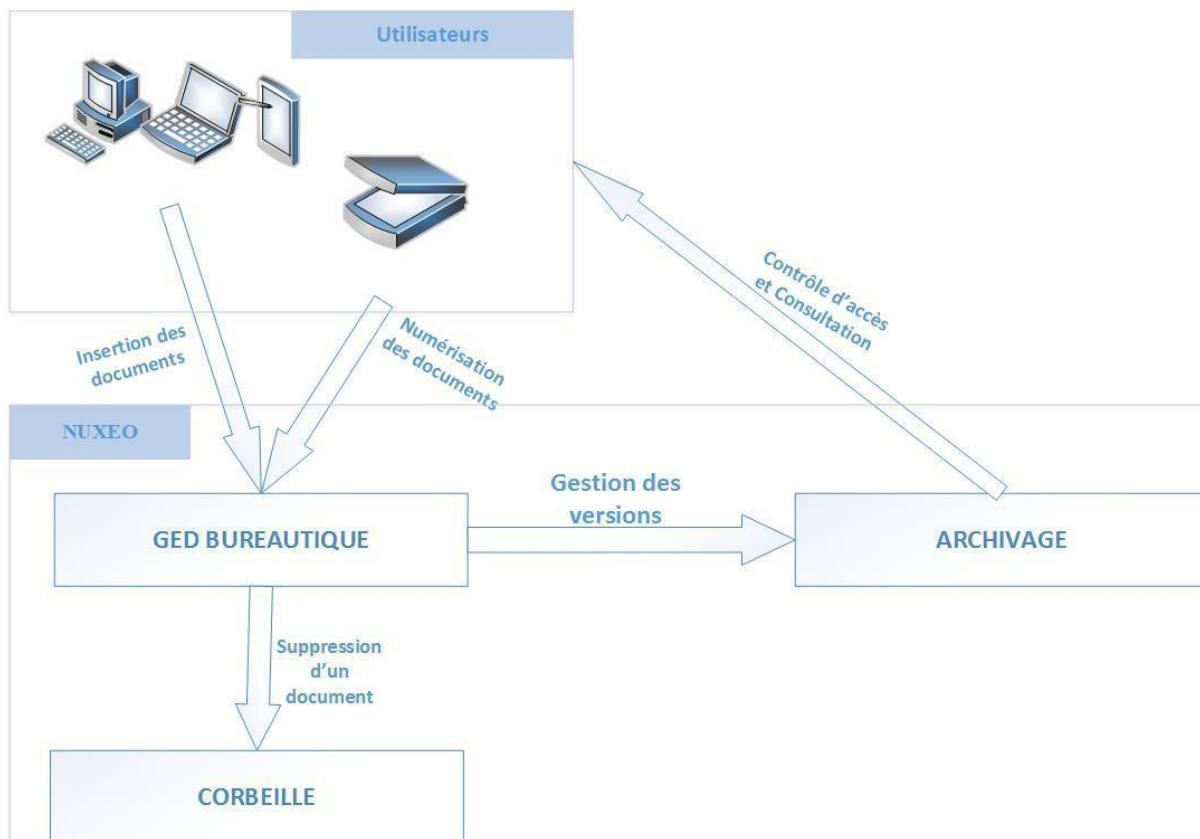 Utilisateurs
Contrôle d'accès
et Consultation
Insertion des
documents
Numérisation
des documents
NUXEO
GED BUREAUTIQUE
Gestion des
versions
ARCHIVAGE
Suppression
d'un
document
CORBEILLE